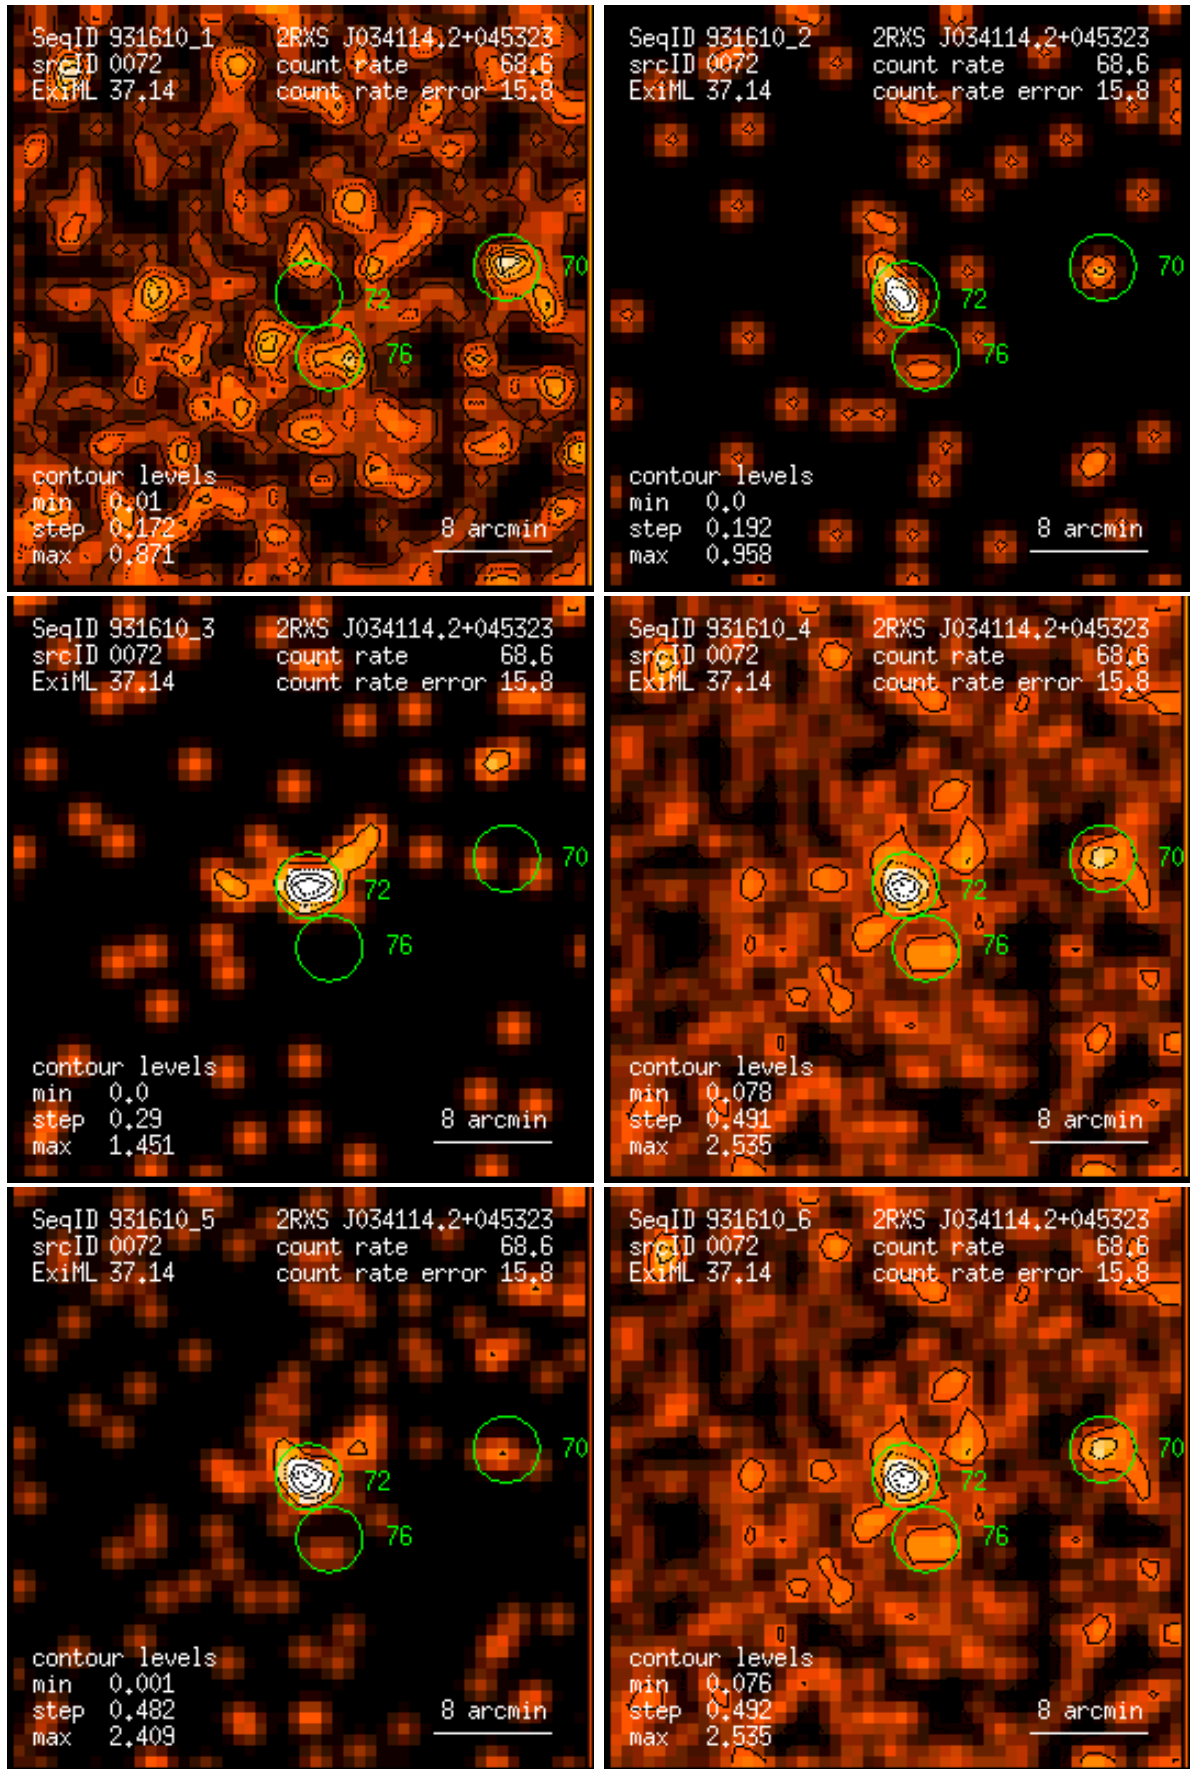 SeqID 931610_1 2RXS J034114.2+045323
srcID 0072 count rate 68.6
ExiML 37.14 count rate error 15.8
70
72
76
contour levels
min 0.01
step 0.172
max 0.871
8 arcmin
SeqID 931610_2 2RXS J034114.2+045323
srcID 0072 count rate 68.6
ExiML 37.14 count rate error 15.8
70
72
76
contour levels
min 0.0
step 0.192
max 0.958
8 arcmin
SeqID 931610_3 2RXS J034114.2+045323
srcID 0072 count rate 68.6
ExiML 37.14 count rate error 15.8
70
72
76
contour levels
min 0.0
step 0.29
max 1.451
8 arcmin
SeqID 931610_4 2RXS J034114.2+045323
srcID 0072 count rate 68.6
ExiML 37.14 count rate error 15.8
70
72
76
contour levels
min 0.078
step 0.491
max 2.535
8 arcmin
SeqID 931610_5 2RXS J034114.2+045323
srcID 0072 count rate 68.6
ExiML 37.14 count rate error 15.8
70
72
76
contour levels
min 0.001
step 0.482
max 2.409
8 arcmin
SeqID 931610_6 2RXS J034114.2+045323
srcID 0072 count rate 68.6
ExiML 37.14 count rate error 15.8
70
72
76
contour levels
min 0.076
step 0.492
max 2.535
8 arcmin